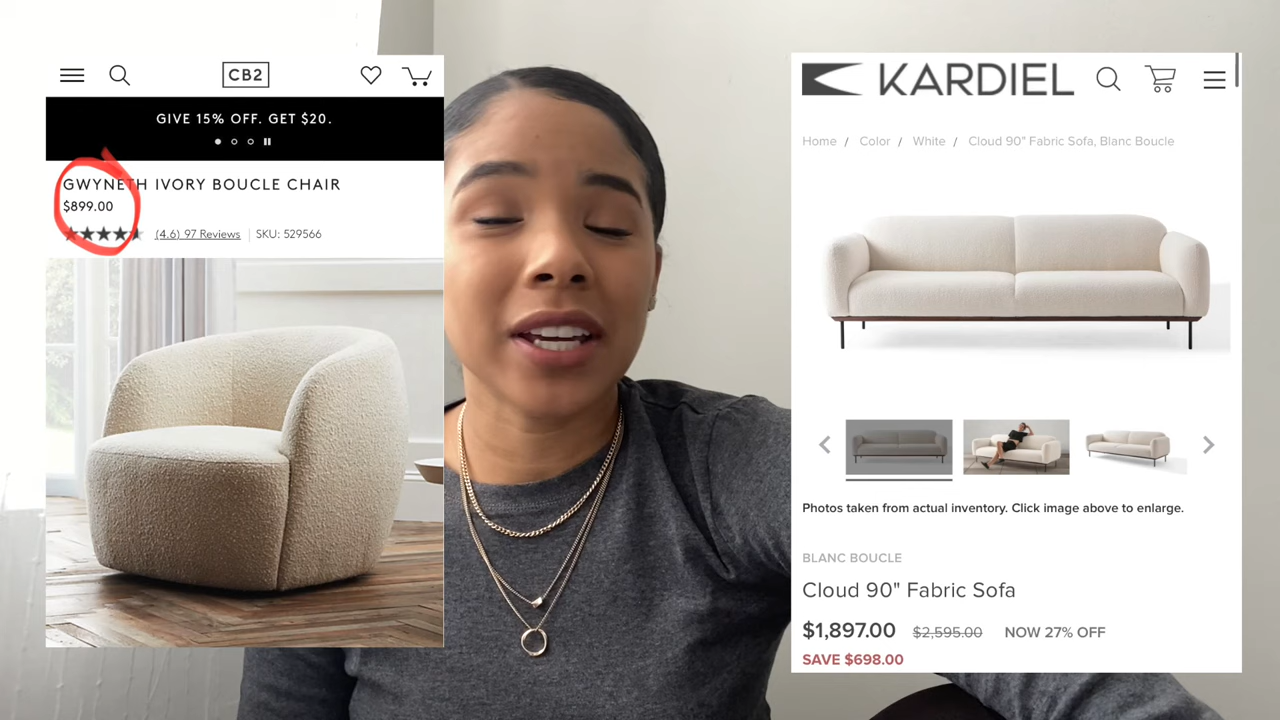 CB2
GIVE 15% OFF. GET $20.
GWYNETH IVORY BOUCLE CHAIR
$899.00
(4.6) 97 Reviews
SKU: 529566
KARDIEL
Home / Color / White / Cloud 90" Fabric Sofa, Blanc Boucle
Photos taken from actual inventory. Click image above to enlarge.
BLANC BOUCLE
Cloud 90" Fabric Sofa
$1,897.00 $2,595.00 NOW 27% OFF
SAVE $698.00